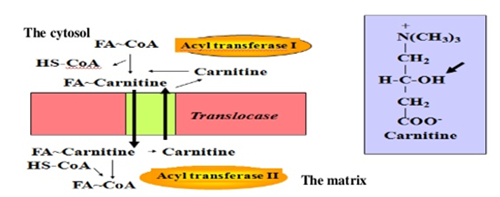 The cytosol
FA~CoA
Acyl transferase I
HS-CoA
Carnitine
FA~Carnitine
Translocase
FA~Carnitine
Carnitine
HS-CoA
FA~CoA
Acyl transferase II
The matrix
+
N(CH₃)₃
CH₂
H-C-OH
CH₂
COO⁻
Carnitine